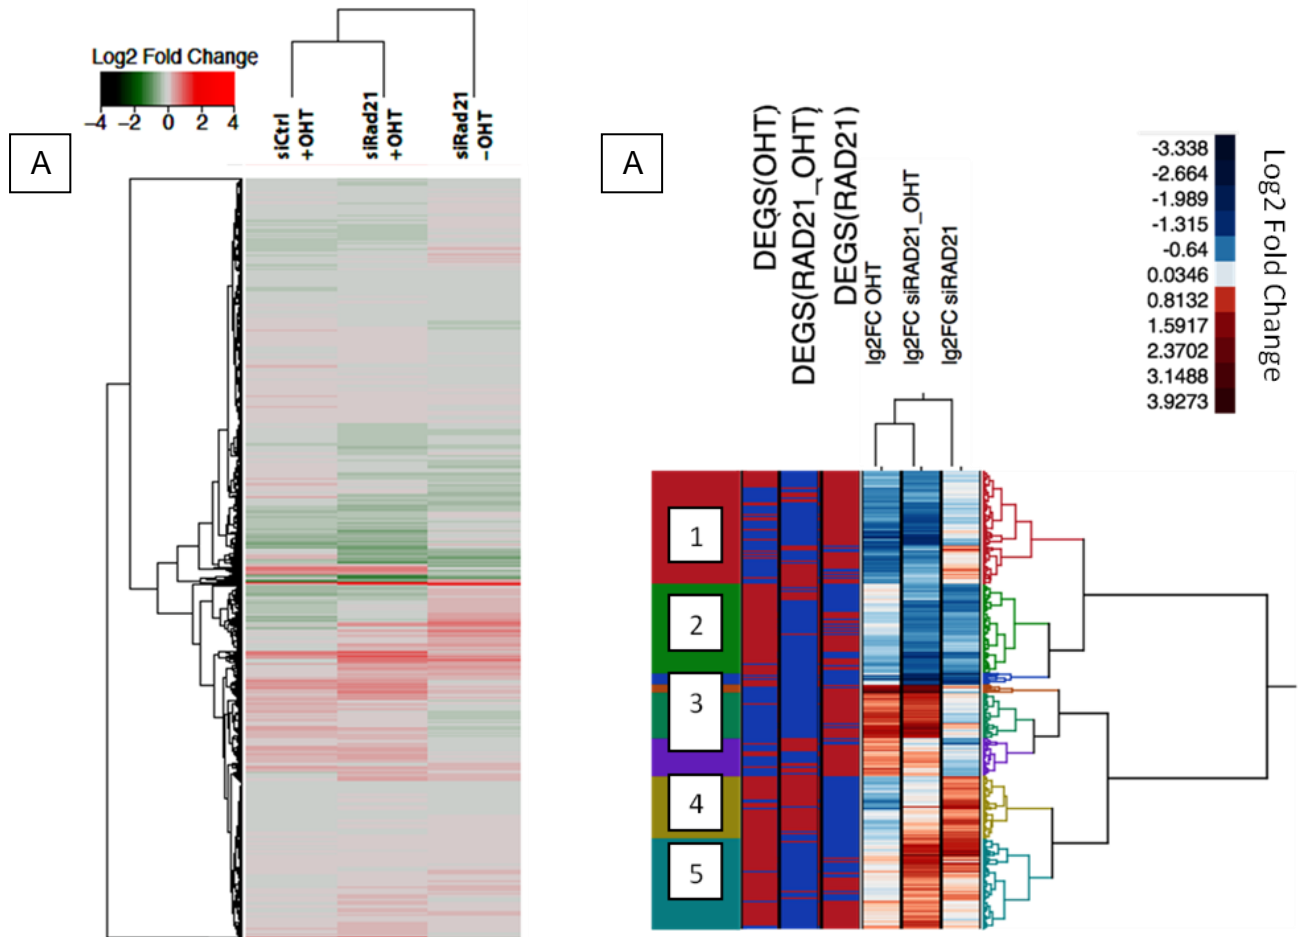 Log2 Fold Change
-4 -2 0 2 4
siCtrl
+OHT
siRad21
+OHT
siRad21
-OHT
A
A
DEGS(OHT)
DEGS(RAD21_OHT)
DEGS(RAD21)
lg2FC OHT
lg2FC siRAD21_OHT
lg2FC siRAD21
-3.338
-2.664
-1.989
-1.315
-0.64
0.0346
0.8132
1.5917
2.3702
3.1488
3.9273
Log2 Fold Change
1
2
3
4
5